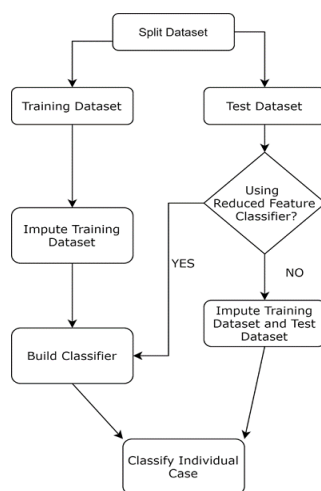 Split Dataset
Training Dataset
Test Dataset
Using
Reduced Feature
Classifier?
Impute Training
Dataset
YES
NO
Impute Training
Dataset and Test
Dataset
Build Classifier
Classify Individual
Case